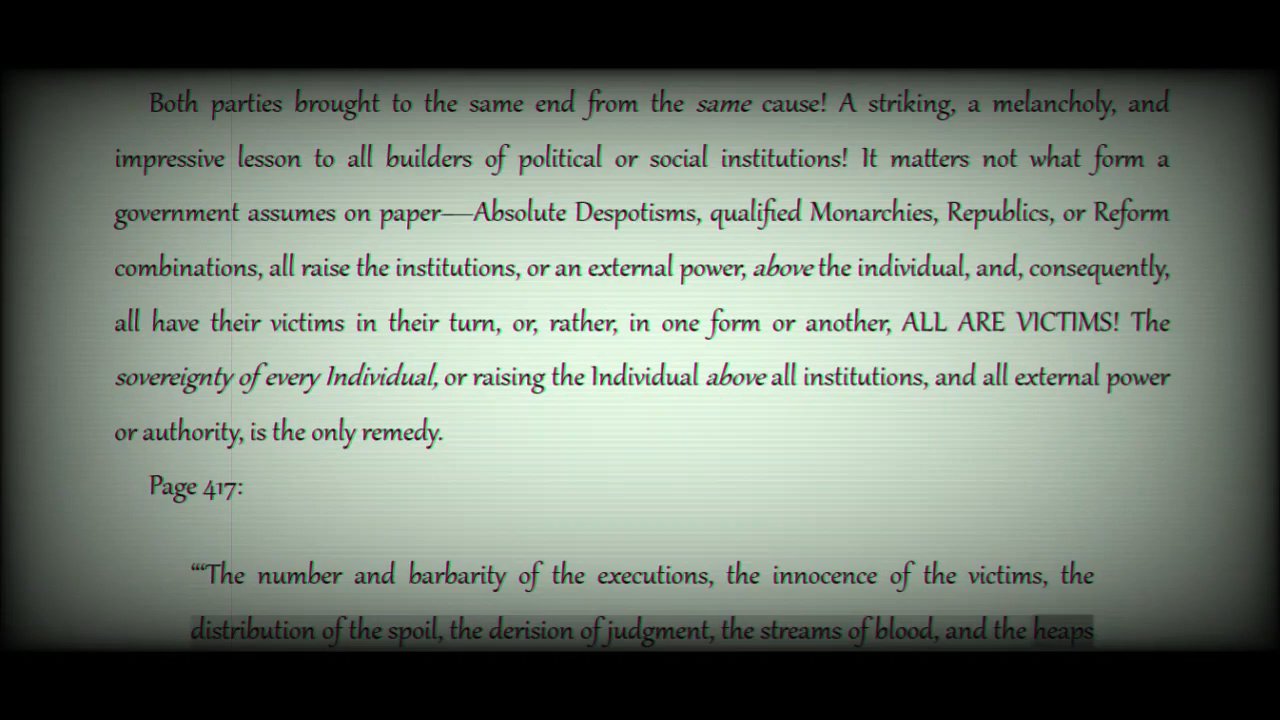 Both parties brought to the same end from the same cause! A striking, a melancholy, and
impressive lesson to all builders of political or social institutions! It matters not what form a
government assumes on paper—Absolute Despotisms, qualified Monarchies, Republics, or Reform
combinations, all raise the institutions, or an external power, above the individual, and, consequently,
all have their victims in their turn, or, rather, in one form or another, ALL ARE VICTIMS! The
sovereignty of every Individual, or raising the Individual above all institutions, and all external power
or authority, is the only remedy.
Page 417:
“‘The number and barbarity of the executions, the innocence of the victims, the
distribution of the spoil, the derision of judgment, the streams of blood, and the heaps